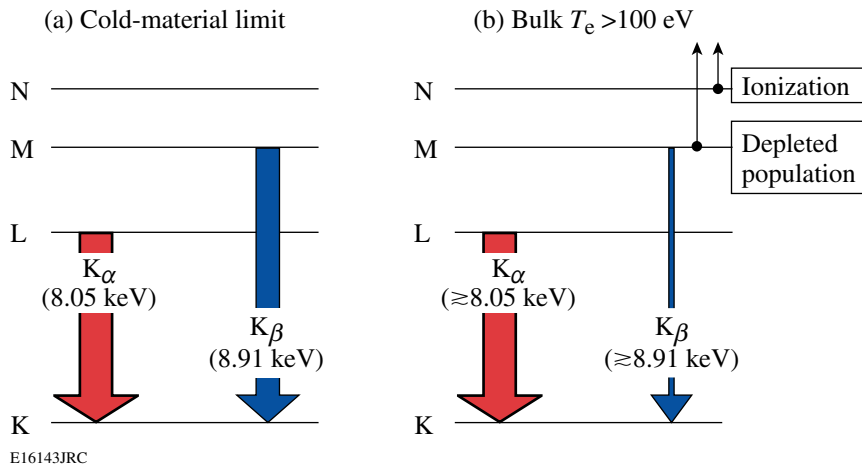 (a) Cold-material limit
N
M
L
Kα
(8.05 keV)
Kβ
(8.91 keV)
K
(b) Bulk Te >100 eV
N
Ionization
M
Depleted
population
L
Kα
(≳8.05 keV)
Kβ
(≳8.91 keV)
K
E16143JRC